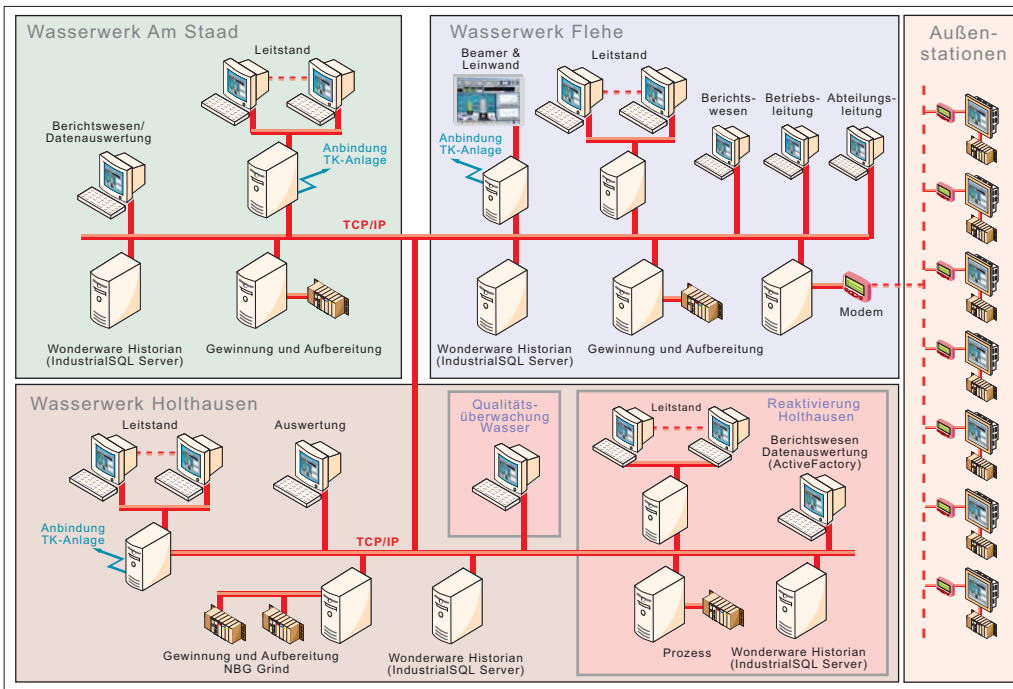 Wasserwerk Am Staad
Leitstand
Berichtswesen/
Datenauswertung
Anbindung
TK-Anlage
TCP/IP
Wonderware Historian
(IndustrialSQL Server)
Gewinnung und Aufbereitung
Wasserwerk Flehe
Beamer &
Leinwand
Leitstand
Anbindung
TK-Anlage
Berichts-
wesen
Betriebs-
leitung
Abteilungs-
leitung
Modem
Wonderware Historian
(IndustrialSQL Server)
Gewinnung und Aufbereitung
Außen-
stationen
Wasserwerk Holthausen
Leitstand
Auswertung
Anbindung
TK-Anlage
TCP/IP
Gewinnung und Aufbereitung
NBG Grind
Wonderware Historian
(IndustrialSQL Server)
Qualitäts-
überwachung
Wasser
Reaktivierung
Holthausen
Leitstand
Berichtswesen
Datenauswertung
(ActiveFactory)
Prozess
Wonderware Historian
(IndustrialSQL Server)